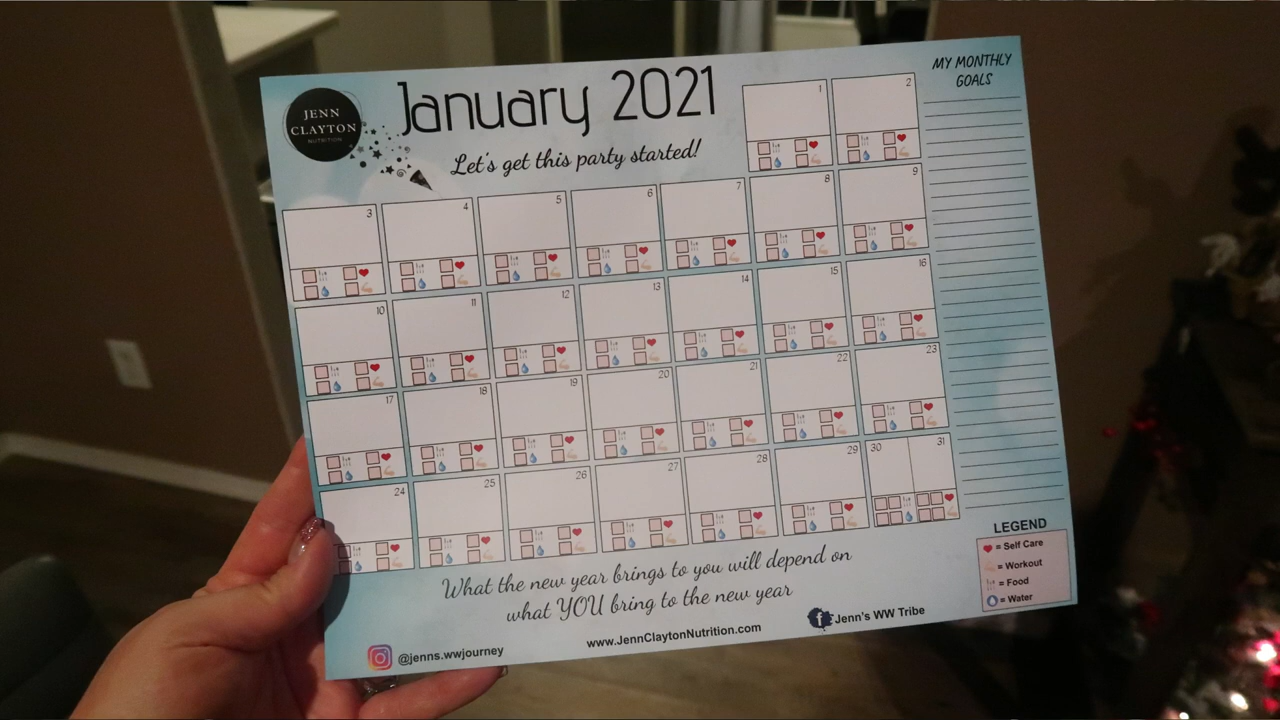 JENN
CLAYTON
NUTRITION
January 2021
Let's get this party started!
1 2
3 4 5 6 7 8 9
10 11 12 13 14 15 16
17 18 19 20 21 22 23
24 25 26 27 28 29 30 31
MY MONTHLY
GOALS
LEGEND
= Self Care
= Workout
= Food
= Water
What the new year brings to you will depend on
what YOU bring to the new year
@jenns.wwjourney
www.JennClaytonNutrition.com
f Jenn's WW Tribe